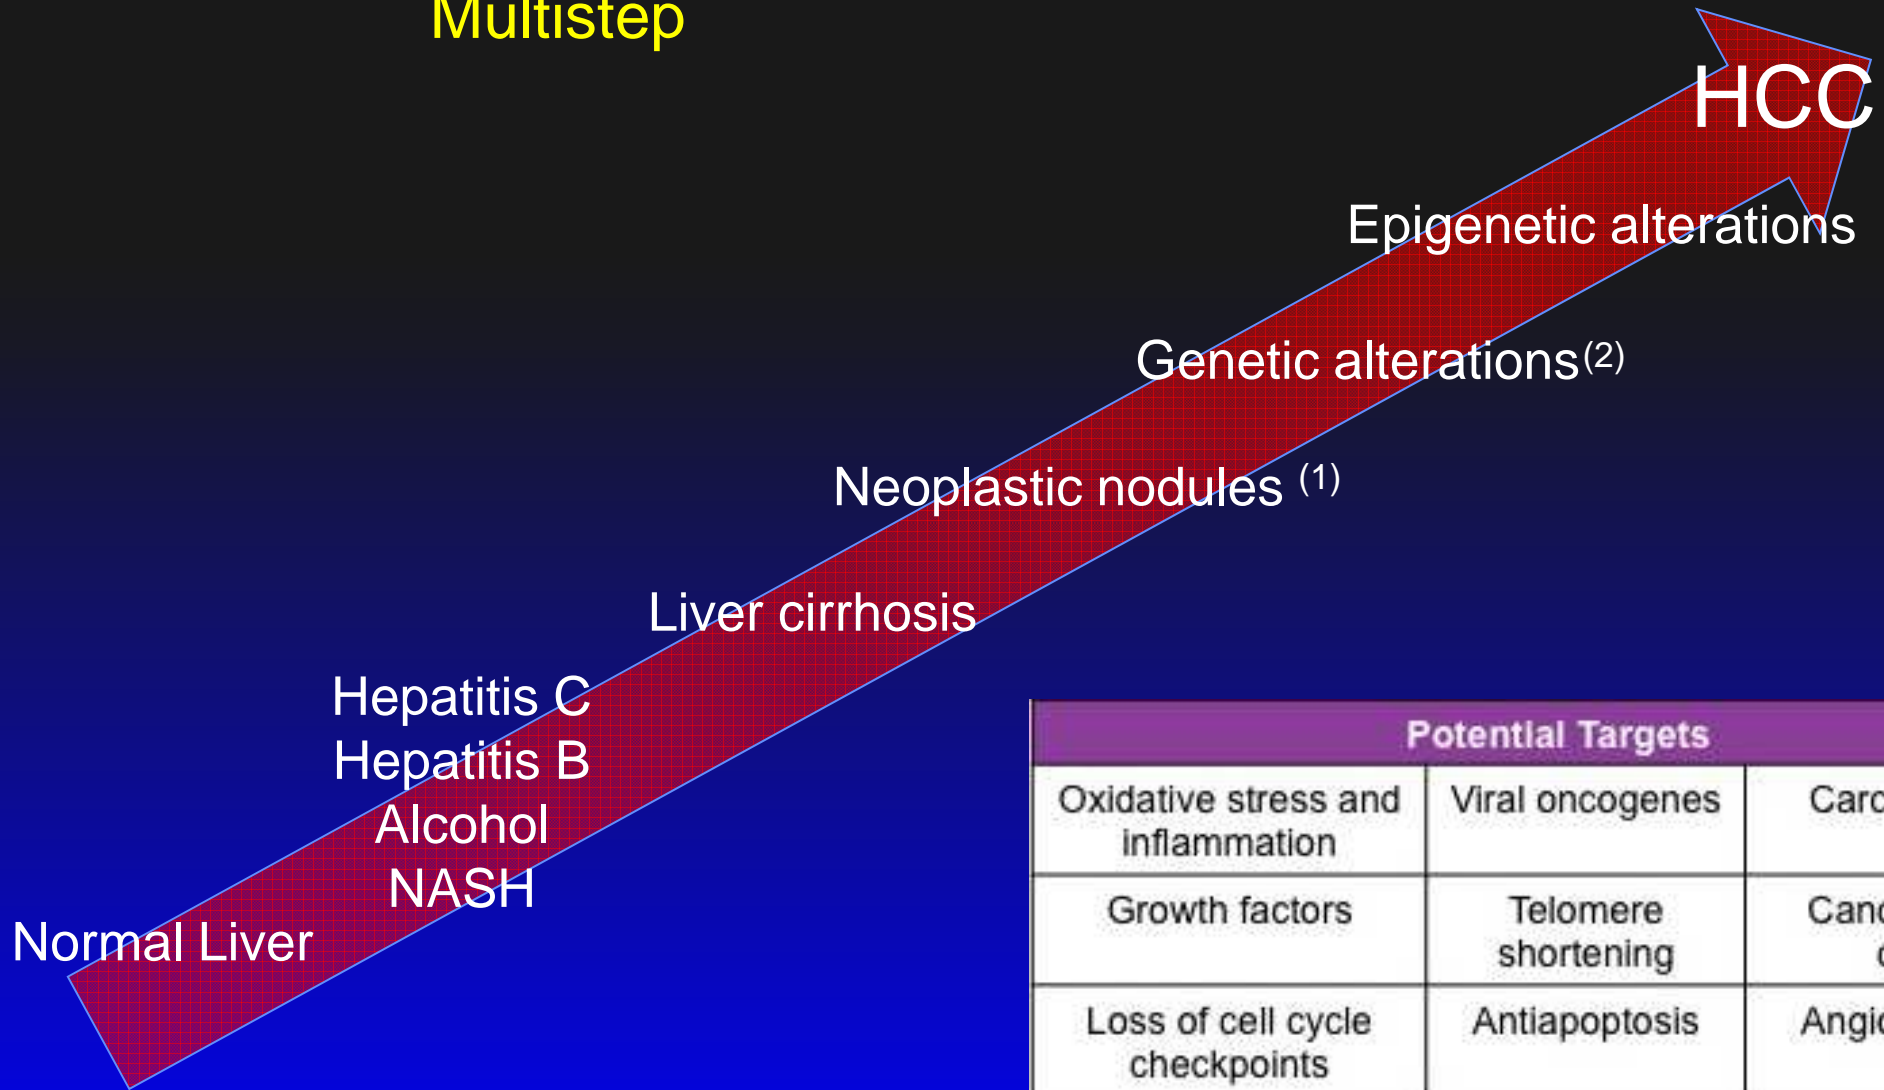 Multistep
HCC
Epigenetic alterations
Genetic alterations(2)
Neoplastic nodules (1)
Liver cirrhosis
Hepatitis C
Hepatitis B
Alcohol
NASH
Normal Liver
Potential Targets
Oxidative stress and
inflammation
Viral oncogenes
Growth factors
Telomere
shortening
Loss of cell cycle
checkpoints
Antiapoptosis